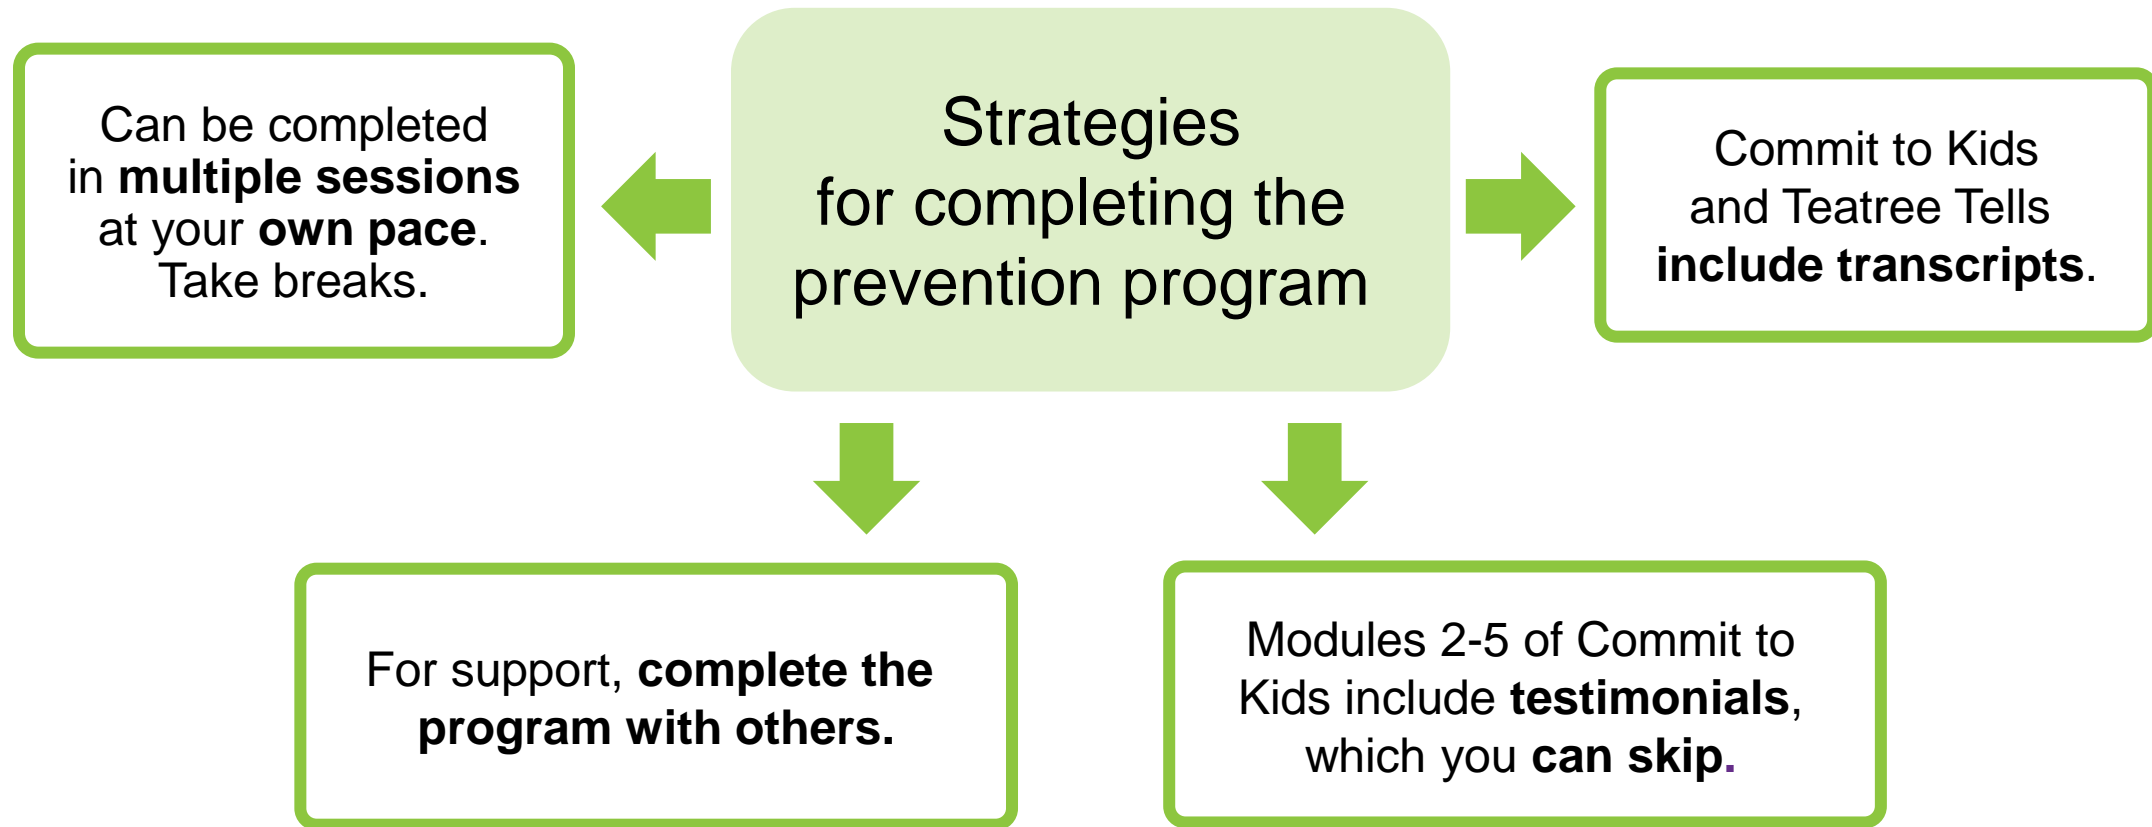 Strategies
for completing the
prevention program
Can be completed
in multiple sessions
at your own pace.
Take breaks.
Commit to Kids
and Teatree Tells
include transcripts.
For support, complete the
program with others.
Modules 2-5 of Commit to
Kids include testimonials,
which you can skip.